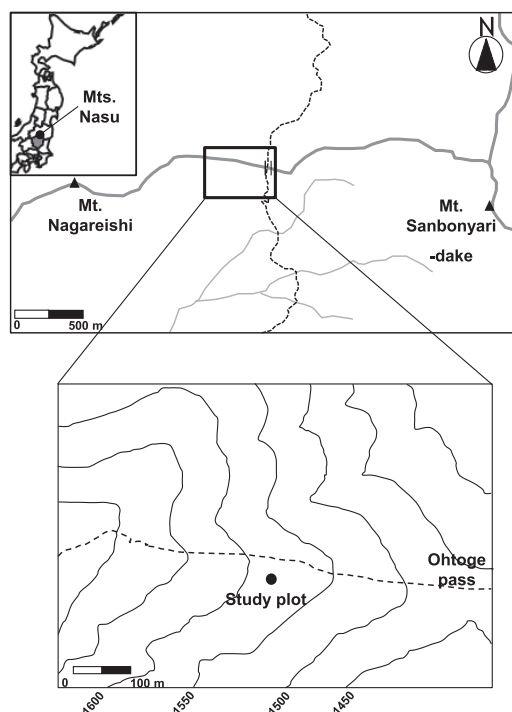 N
Mts.
Nasu
Mt.
Nagareishi
Mt.
Sanbonyari
-dake
0 500 m
Ohtoge
pass
Study plot
0 100 m
1600
1550
1500
1450